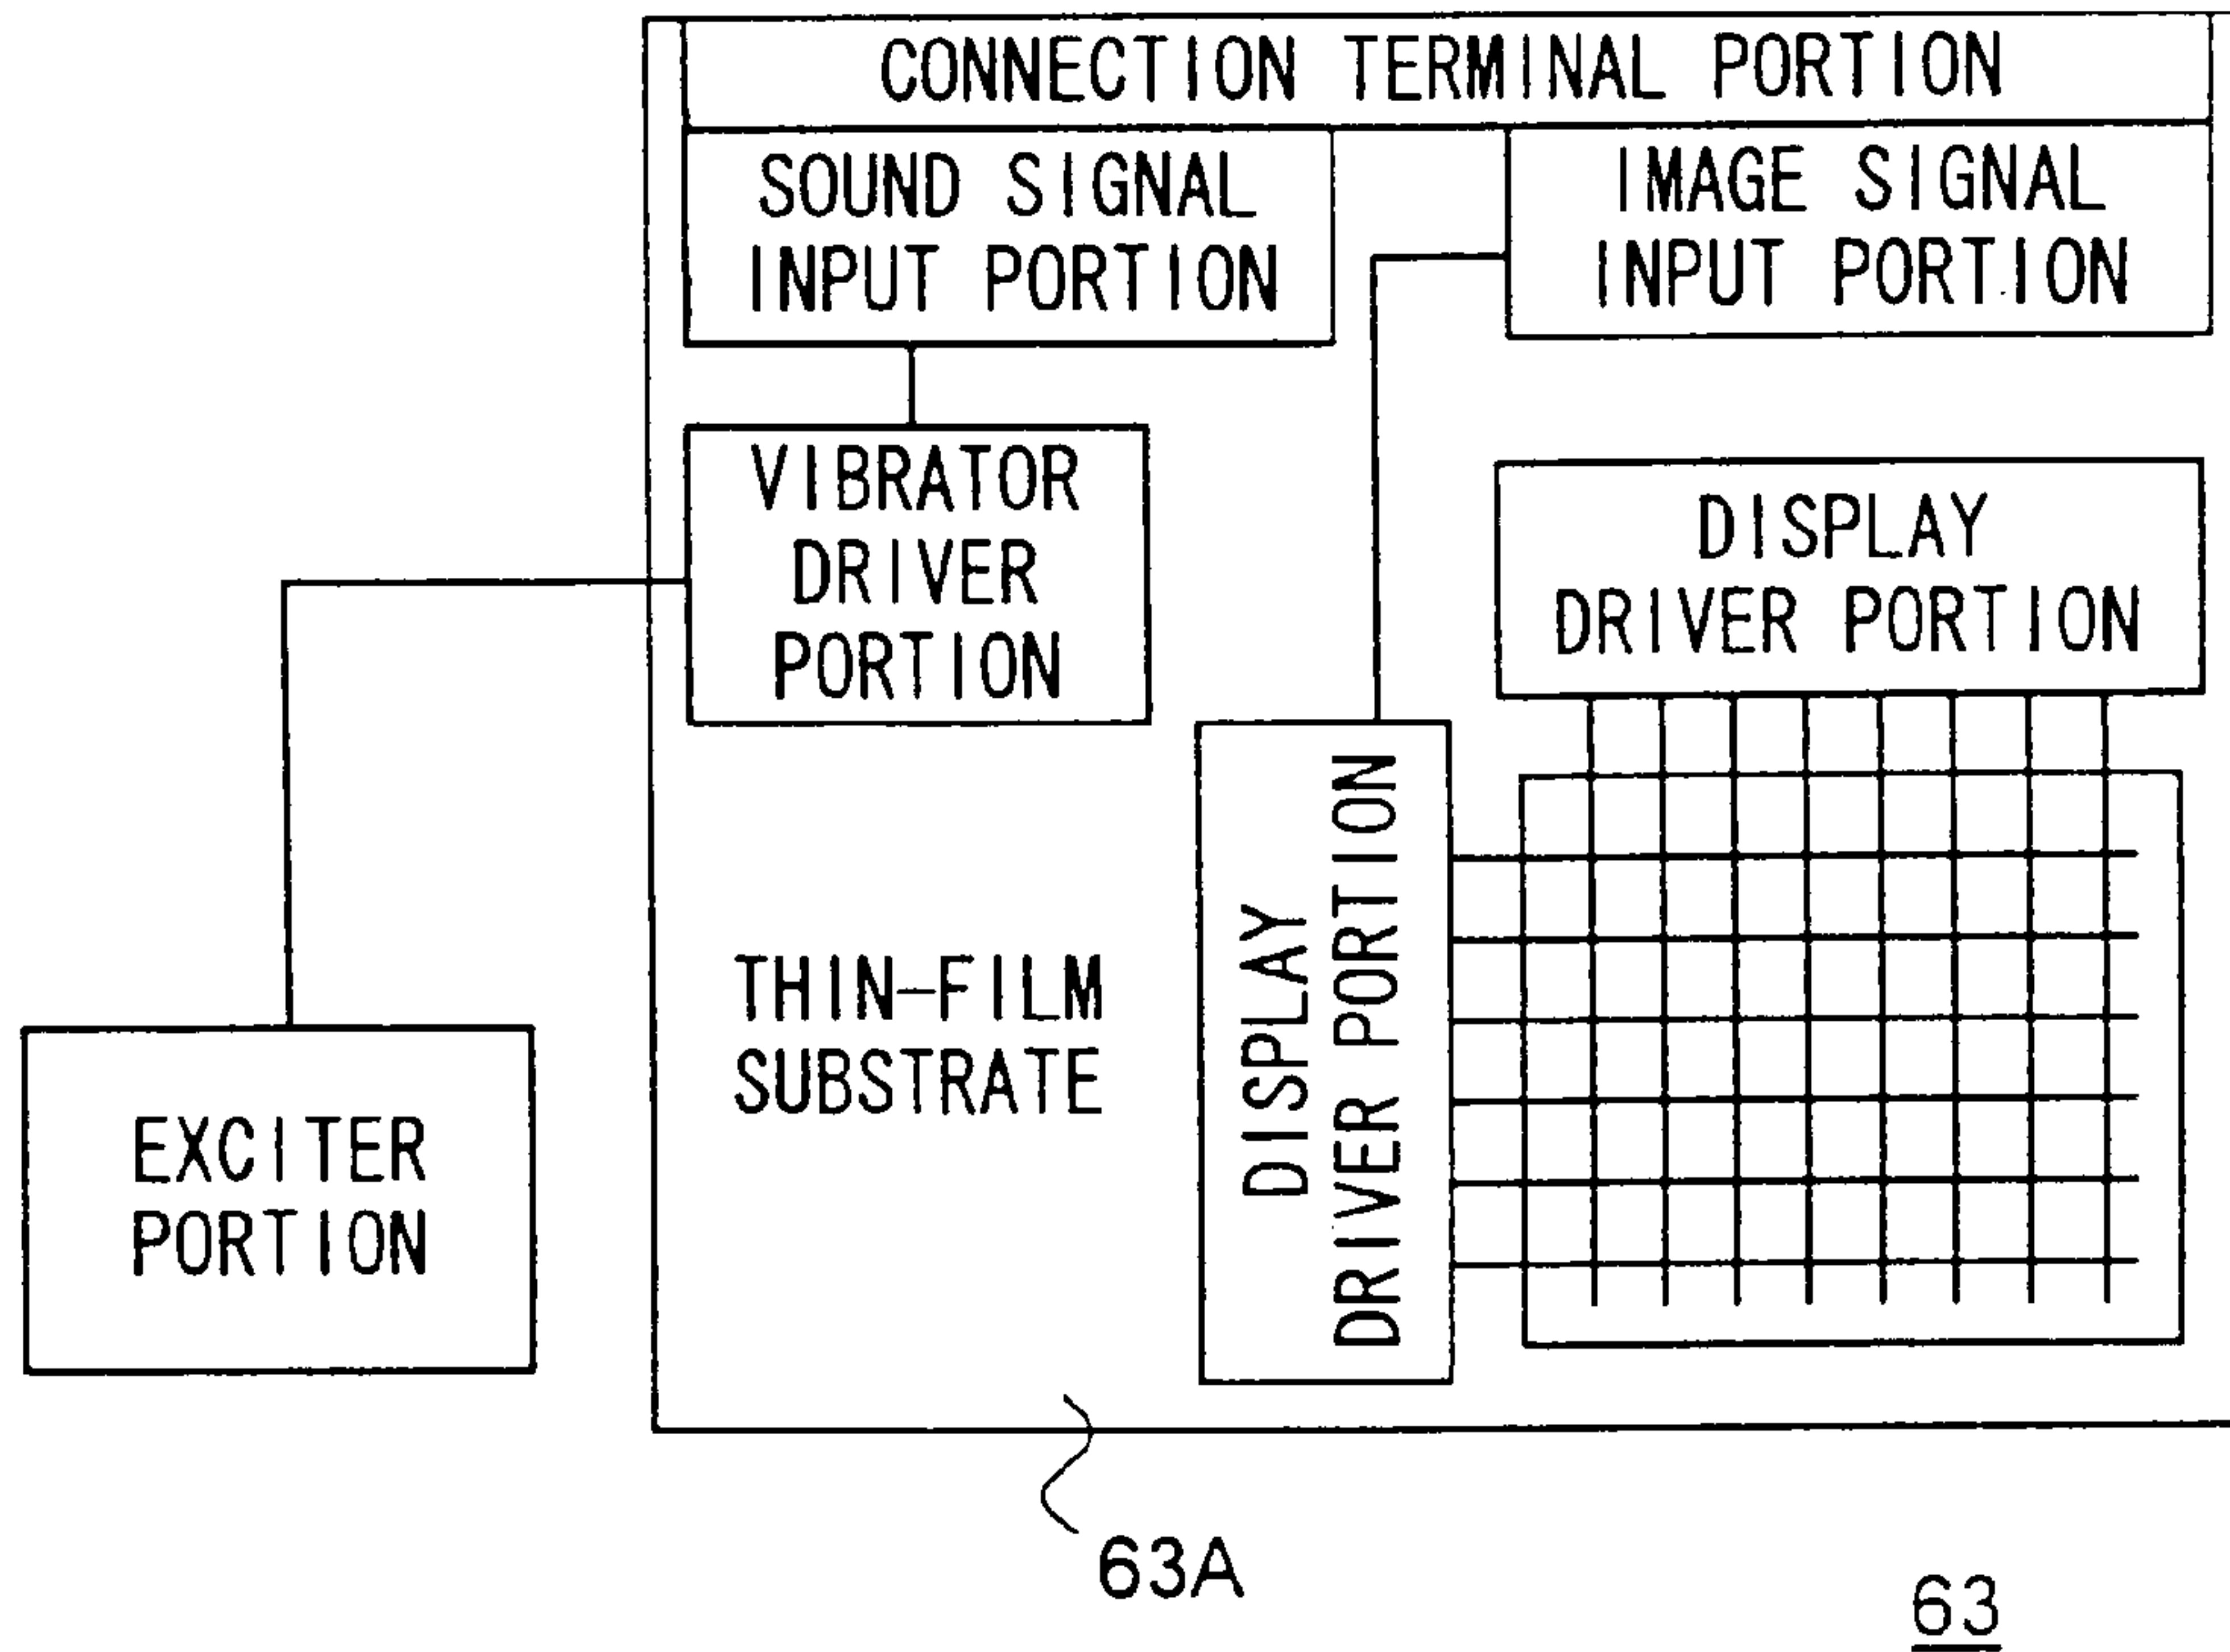 CONNECTION TERMINAL PORTION
SOUND SIGNAL
INPUT PORTION
IMAGE SIGNAL
INPUT PORTION
VIBRATOR
DRIVER
PORTION
DISPLAY
DRIVER PORTION
DISPLAY
DRIVER PORTION
THIN-FILM
SUBSTRATE
EXCITER
PORTION
63A
63